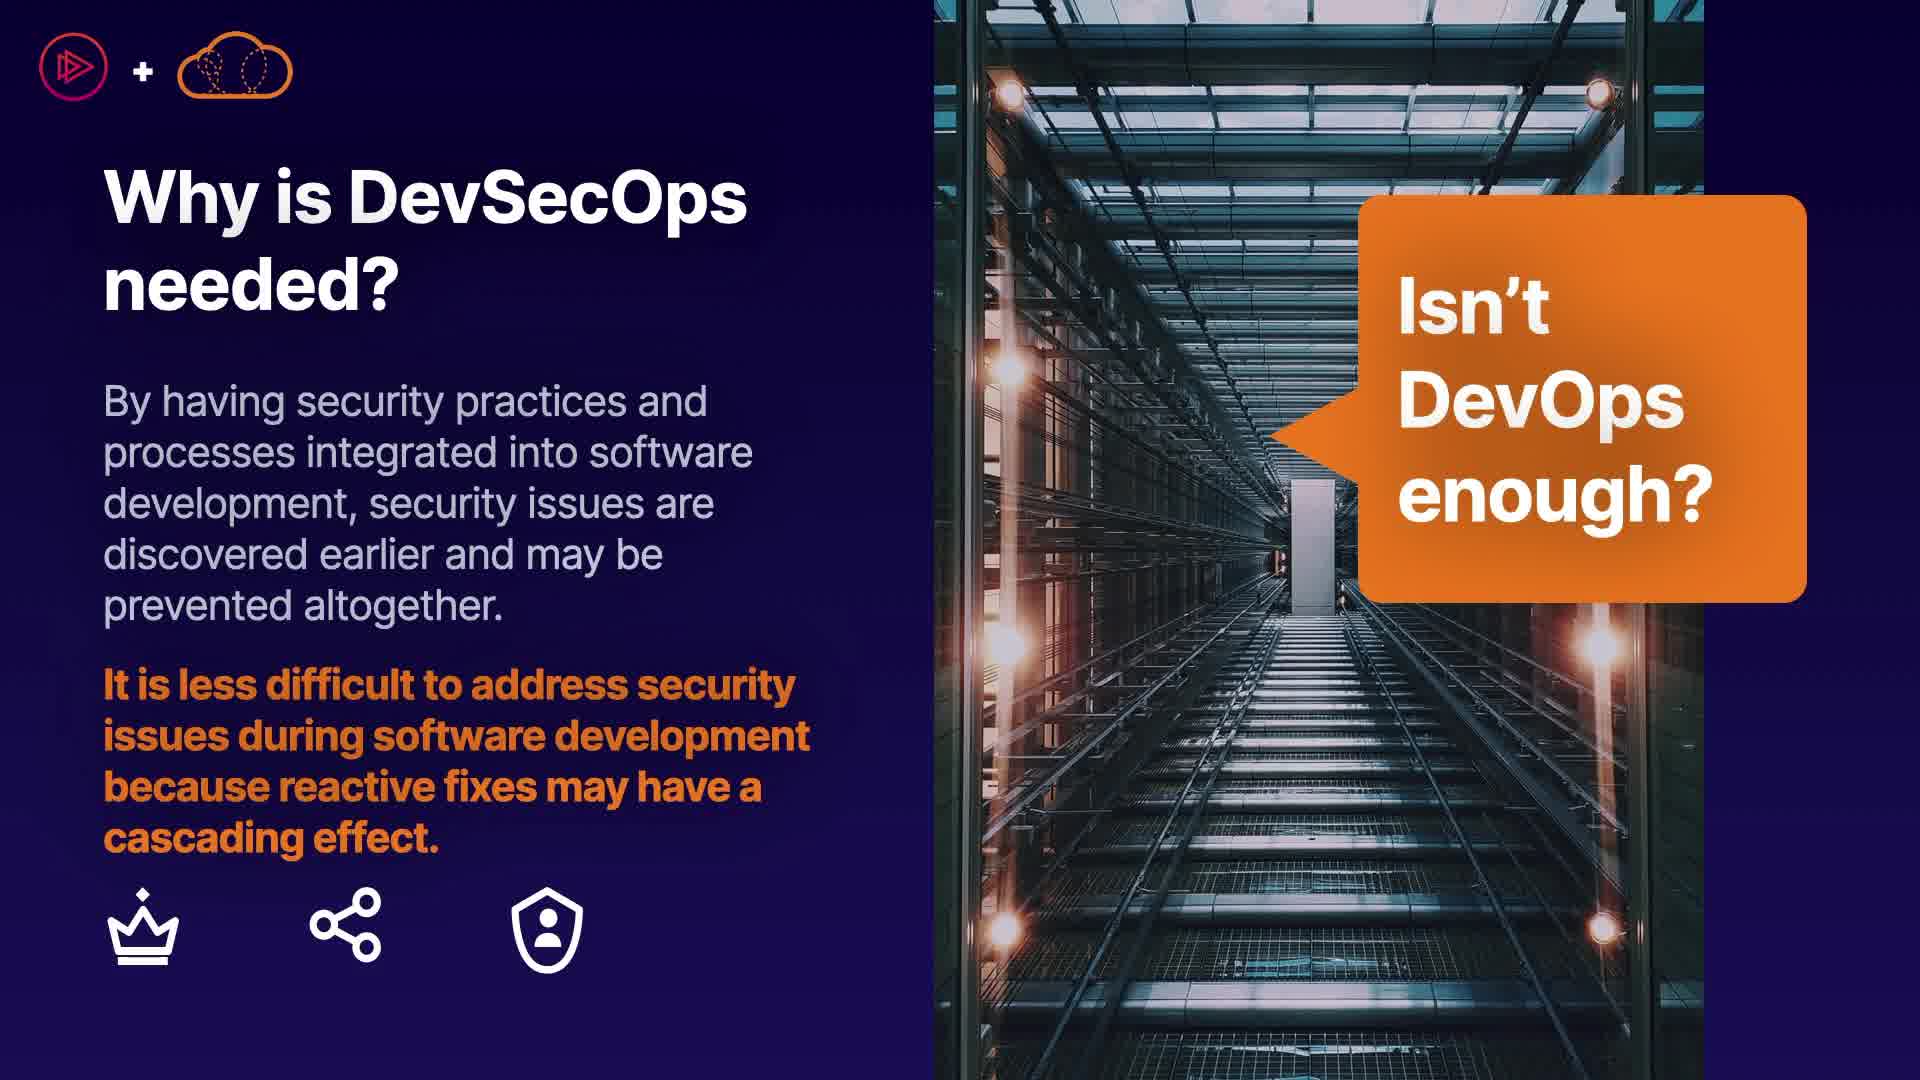 Why is DevSecOps
needed?
By having security practices and
processes integrated into software
development, security issues are
discovered earlier and may be
prevented altogether.
It is less difficult to address security
issues during software development
because reactive fixes may have a
cascading effect.
Isn’t
DevOps
enough?